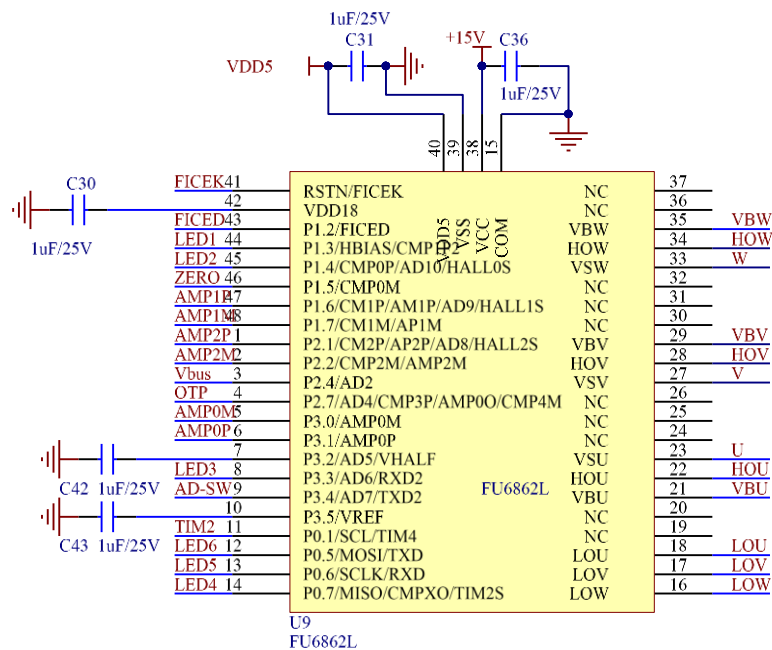 1uF/25V
C31
+15V
C36
VDD5
1uF/25V
40
39
38
15
VDD5
VSS
VCC
COM
C30
1uF/25V
FICEK 41 RSTN/FICEK NC 37
42 VDD18 NC 36
FICED 43 P1.2/FICED VBW 35 VBW
LED1 44 P1.3/HBIAS/CMP1P2 HOW 34 HOW
LED2 45 P1.4/CMP0P/AD10/HALL0S VSW 33 W
ZERO 46 P1.5/CMP0M NC 32
AMP1P 47 P1.6/CM1P/AM1P/AD9/HALL1S NC 31
AMP1M 48 P1.7/CM1M/AP1M NC 30
AMP2P 1 P2.1/CM2P/AP2P/AD8/HALL2S VBV 29 VBV
AMP2M 2 P2.2/CMP2M/AMP2M HOV 28 HOV
Vbus 3 P2.4/AD2 VSV 27 V
OTP 4 P2.7/AD4/CMP3P/AMP0O/CMP4M NC 26
AMP0M 5 P3.0/AMP0M NC 25
AMP0P 6 P3.1/AMP0P NC 24
7 P3.2/AD5/VHALF VSU 23 U
C42 1uF/25V
LED3 8 P3.3/AD6/RXD2 HOU 22 HOU
AD-SW 9 P3.4/AD7/TXD2 FU6862L VBU 21 VBU
10 P3.5/VREF NC 20
C43 1uF/25V
TIM2 11 P0.1/SCL/TIM4 NC 19
LED6 12 P0.5/MOSI/TXD LOU 18 LOU
LED5 13 P0.6/SCLK/RXD LOV 17 LOV
LED4 14 P0.7/MISO/CMPXO/TIM2S LOW 16 LOW
U9
FU6862L